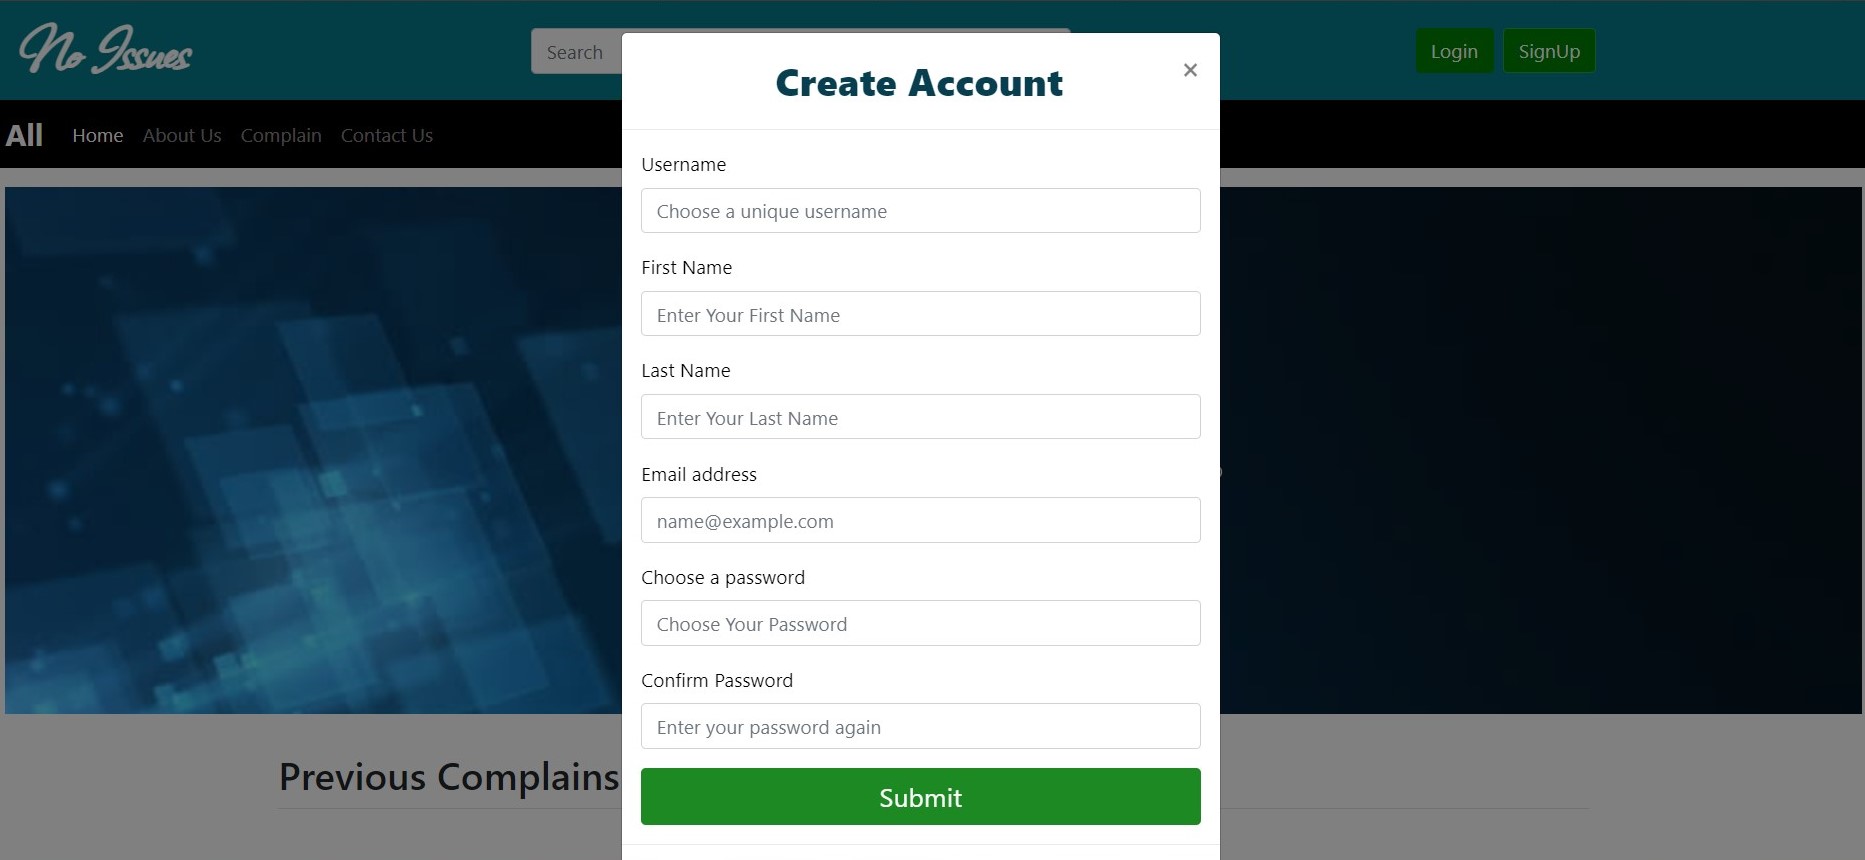 No Issues
Search
Login SignUp
All Home About Us Complain Contact Us
Create Account
×
Username
Choose a unique username
First Name
Enter Your First Name
Last Name
Enter Your Last Name
Email address
name@example.com
Choose a password
Choose Your Password
Confirm Password
Enter your password again
Submit
Previous Complains